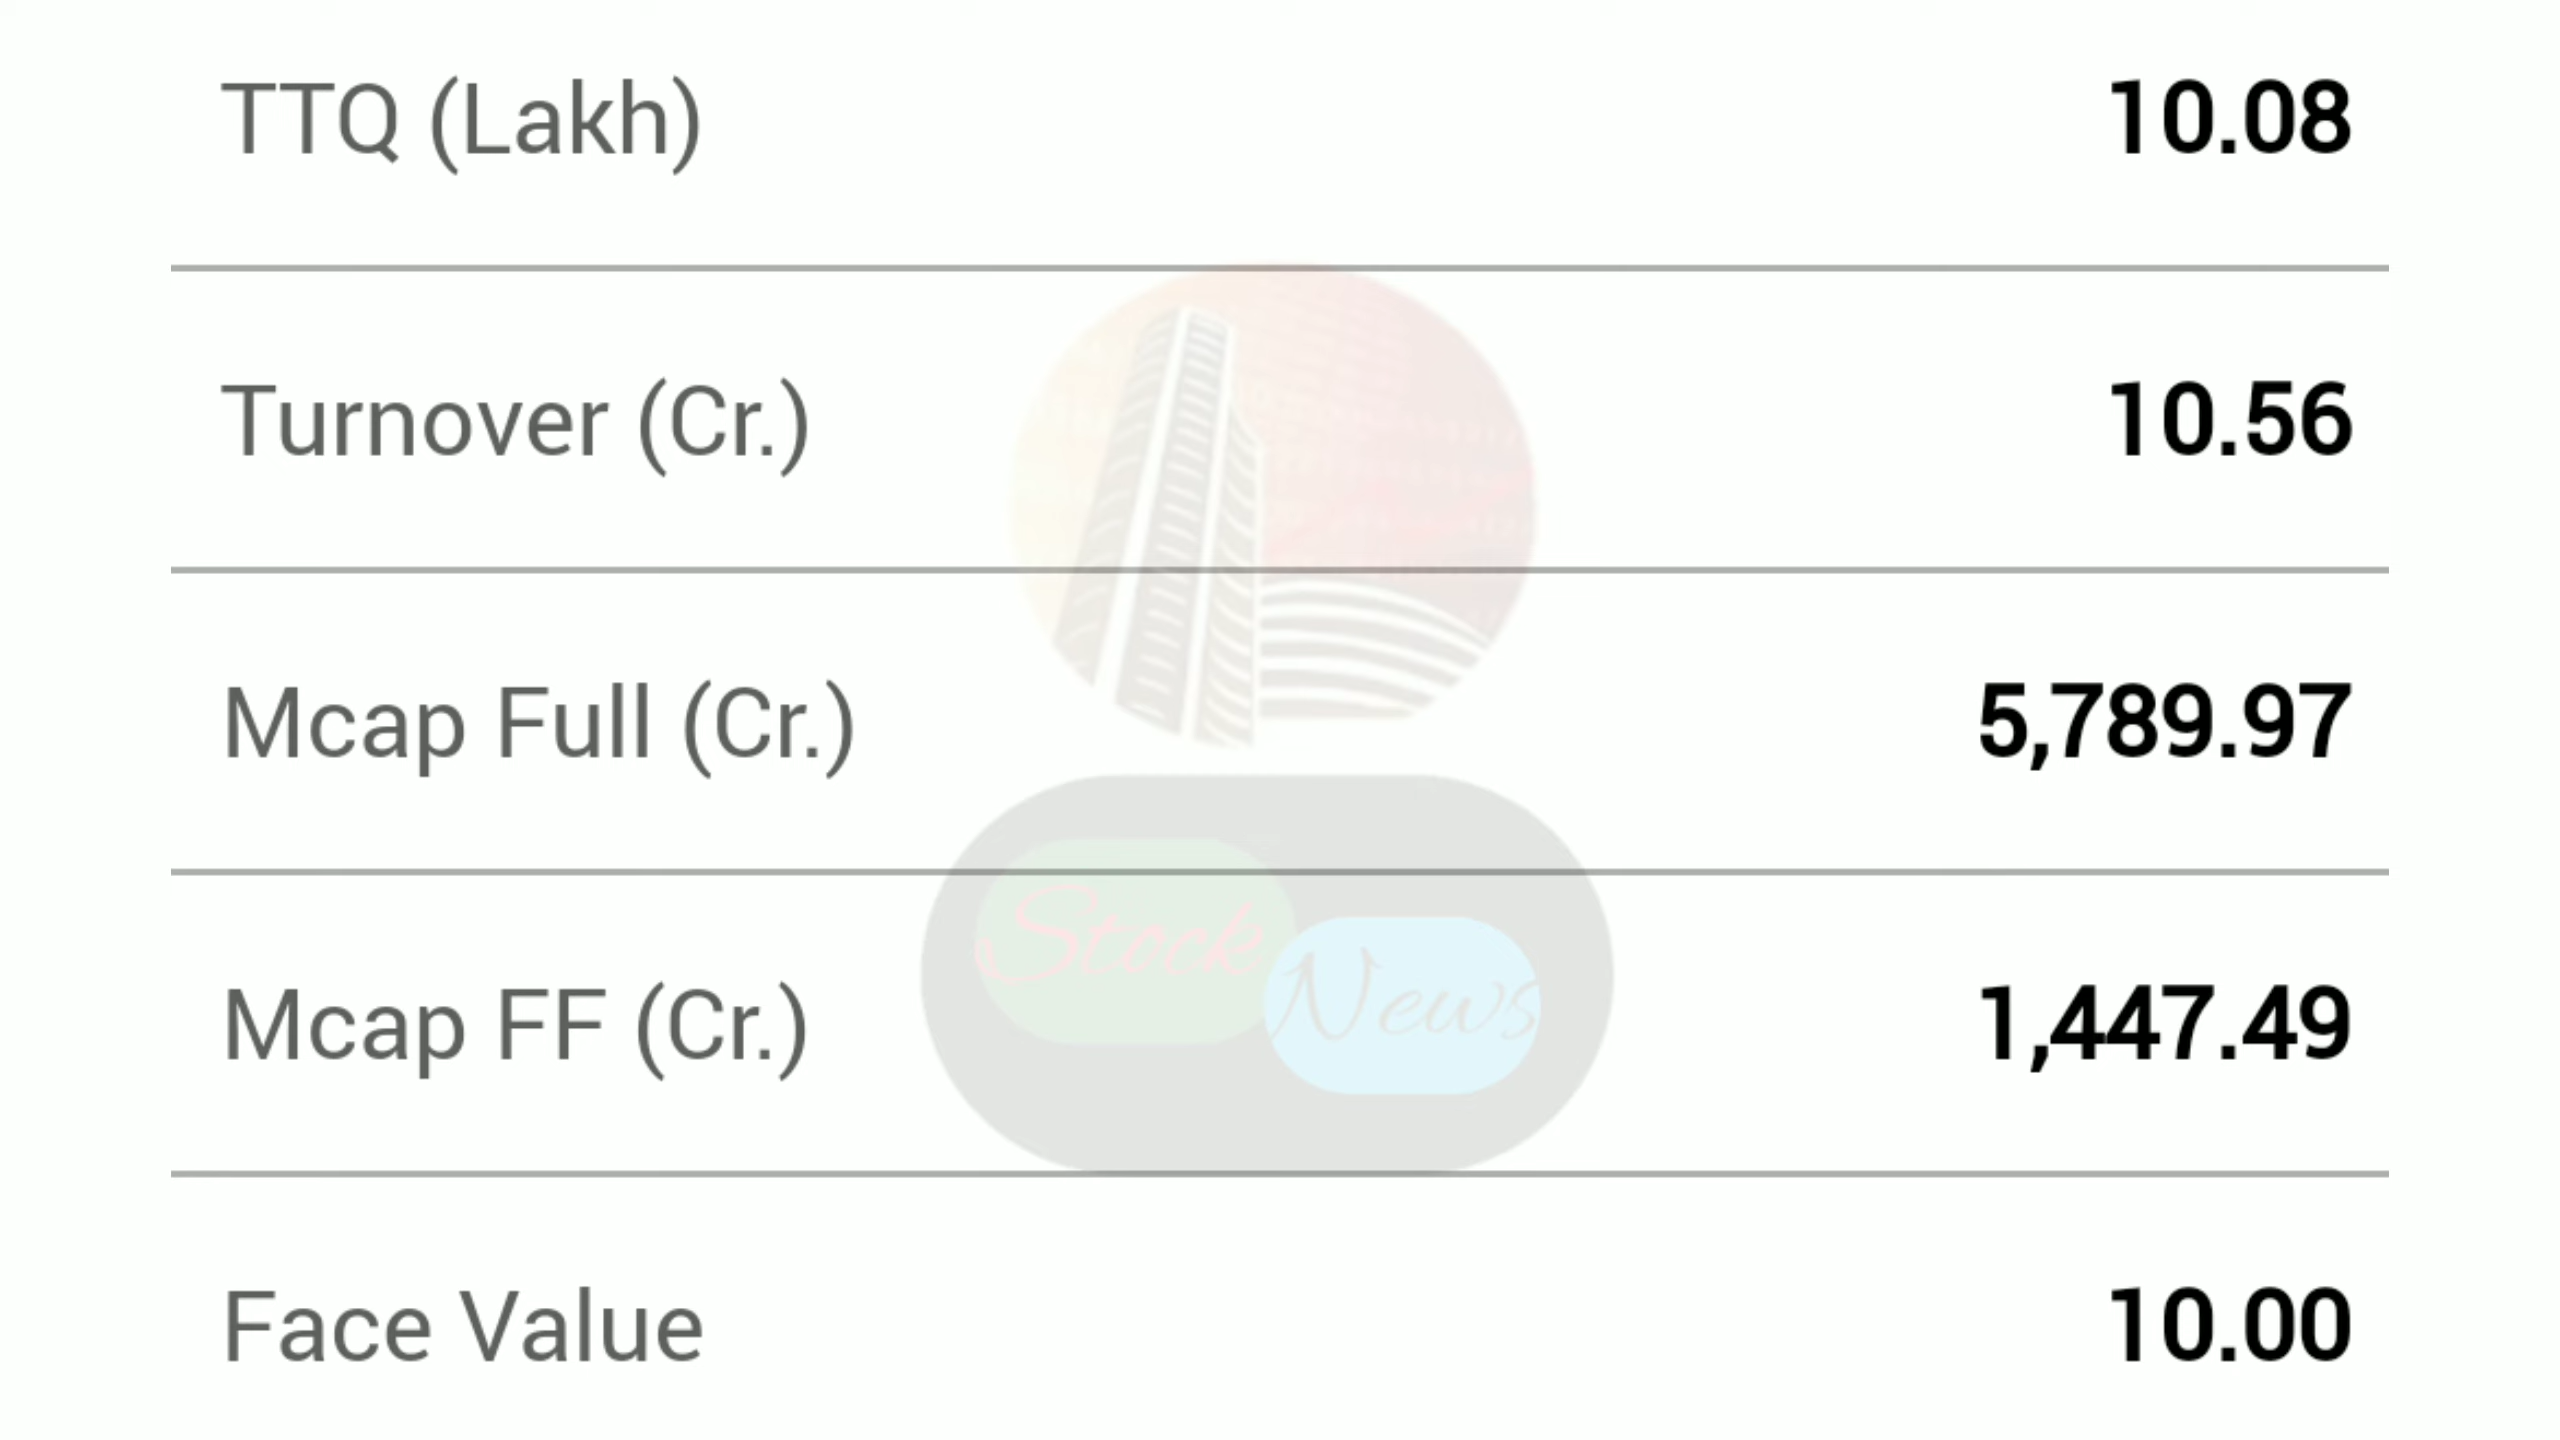 TTQ (Lakh) 10.08
Turnover (Cr.) 10.56
Mcap Full (Cr.) 5,789.97
Stock
News
Mcap FF (Cr.) 1,447.49
Face Value 10.00